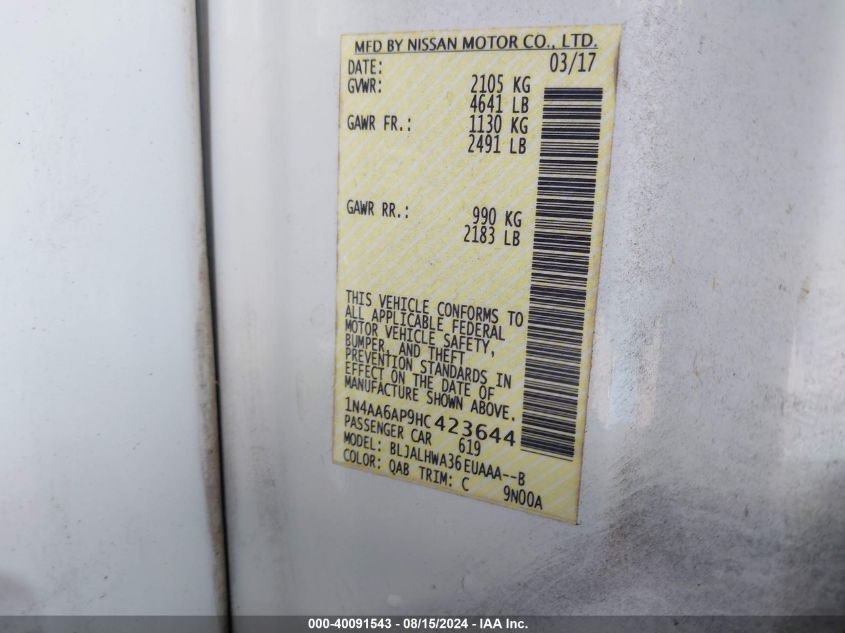 MFD BY NISSAN MOTOR CO., LTD.
DATE: 03/17
GVWR: 2105 KG
4641 LB
GAWR FR.: 1130 KG
2491 LB
GAWR RR.: 990 KG
2183 LB
THIS VEHICLE CONFORMS TO
ALL APPLICABLE FEDERAL
MOTOR VEHICLE SAFETY,
BUMPER, AND THEFT
PREVENTION STANDARDS IN
EFFECT ON THE DATE OF
MANUFACTURE SHOWN ABOVE.
1N4AA6AP9HC423644
PASSENGER CAR 619
MODEL: BLJALHWA36EUAAA--B
COLOR: QAB TRIM: C 9N00A
000-40091543 - 08/15/2024 - IAA Inc.